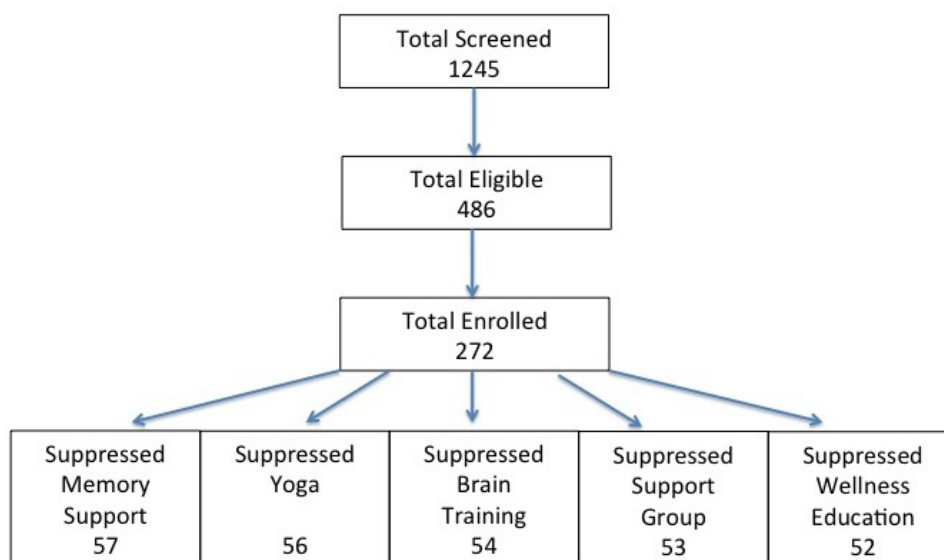 Total Screened
1245
Total Eligible
486
Total Enrolled
272
Suppressed
Memory
Support
57
Suppressed
Yoga
56
Suppressed
Brain
Training
54
Suppressed
Support
Group
53
Suppressed
Wellness
Education
52